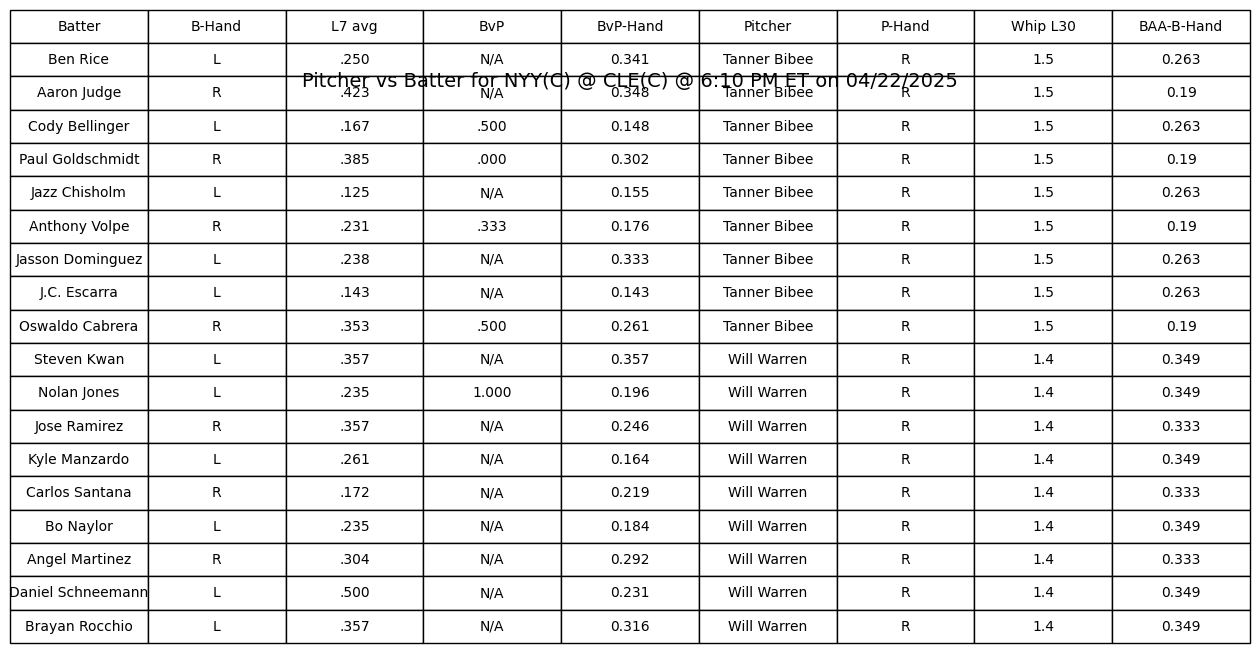 Batter B-Hand L7 avg BvP BvP-Hand Pitcher P-Hand Whip L30 BAA-B-Hand
Ben Rice L .250 N/A 0.341 Tanner Bibee R 1.5 0.263
Pitcher vs Batter for NYY(C) @ CLE(C) @ 6:10 PM ET on 04/22/2025
Aaron Judge R .423 N/A 0.348 Tanner Bibee R 1.5 0.19
Cody Bellinger L .167 .500 0.148 Tanner Bibee R 1.5 0.263
Paul Goldschmidt R .385 .000 0.302 Tanner Bibee R 1.5 0.19
Jazz Chisholm L .125 N/A 0.155 Tanner Bibee R 1.5 0.263
Anthony Volpe R .231 .333 0.176 Tanner Bibee R 1.5 0.19
Jasson Dominguez L .238 N/A 0.333 Tanner Bibee R 1.5 0.263
J.C. Escarra L .143 N/A 0.143 Tanner Bibee R 1.5 0.263
Oswaldo Cabrera R .353 .500 0.261 Tanner Bibee R 1.5 0.19
Steven Kwan L .357 N/A 0.357 Will Warren R 1.4 0.349
Nolan Jones L .235 1.000 0.196 Will Warren R 1.4 0.349
Jose Ramirez R .357 N/A 0.246 Will Warren R 1.4 0.333
Kyle Manzardo L .261 N/A 0.164 Will Warren R 1.4 0.349
Carlos Santana R .172 N/A 0.219 Will Warren R 1.4 0.333
Bo Naylor L .235 N/A 0.184 Will Warren R 1.4 0.349
Angel Martinez R .304 N/A 0.292 Will Warren R 1.4 0.333
Daniel Schneemann L .500 N/A 0.231 Will Warren R 1.4 0.349
Brayan Rocchio L .357 N/A 0.316 Will Warren R 1.4 0.349